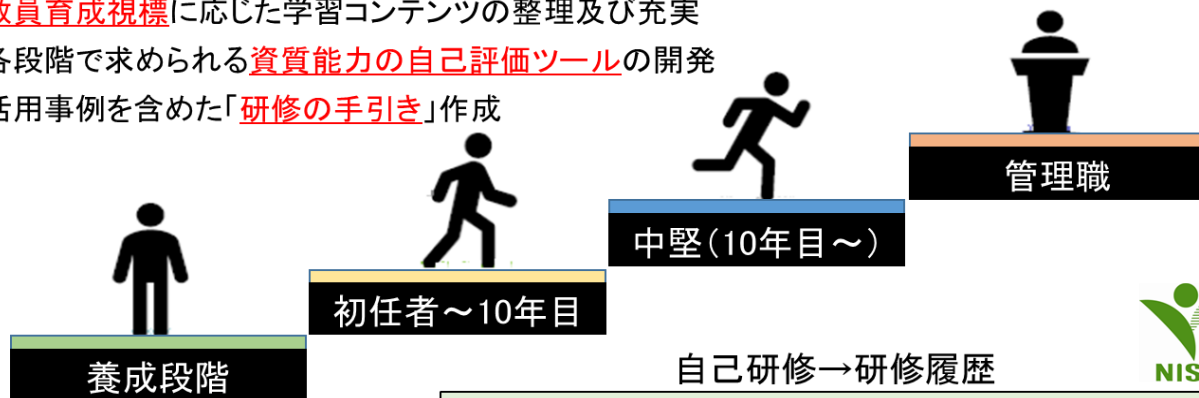 教員育成視標に応じた学習コンテンツの整理及び充実
各段階で求められる資質能力の自己評価ツールの開発
活用事例を含めた「研修の手引き」作成
管理職
中堅（10年目～）
初任者～10年目
養成段階
自己研修→研修履歴
NIS